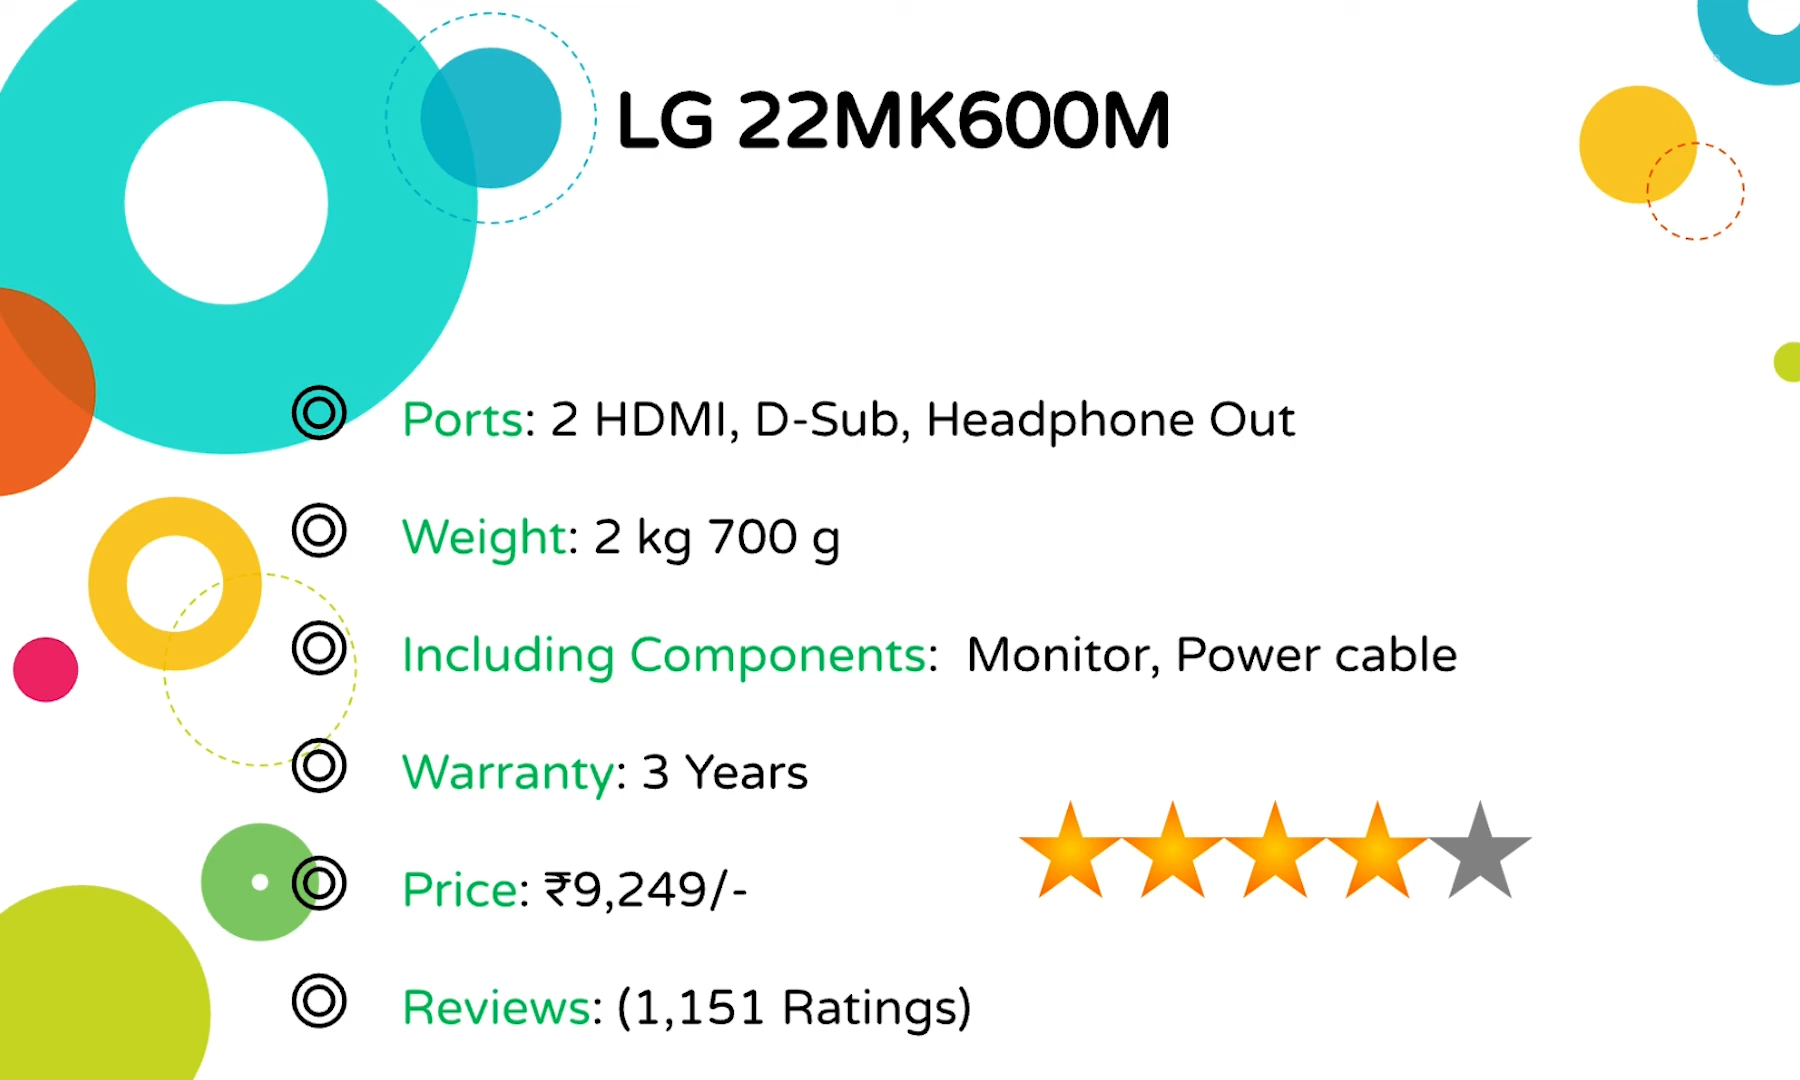 LG 22MK600M
Ports: 2 HDMI, D-Sub, Headphone Out
Weight: 2 kg 700 g
Including Components:  Monitor, Power cable
Warranty: 3 Years
Price: ₹9,249/-
Reviews: (1,151 Ratings)